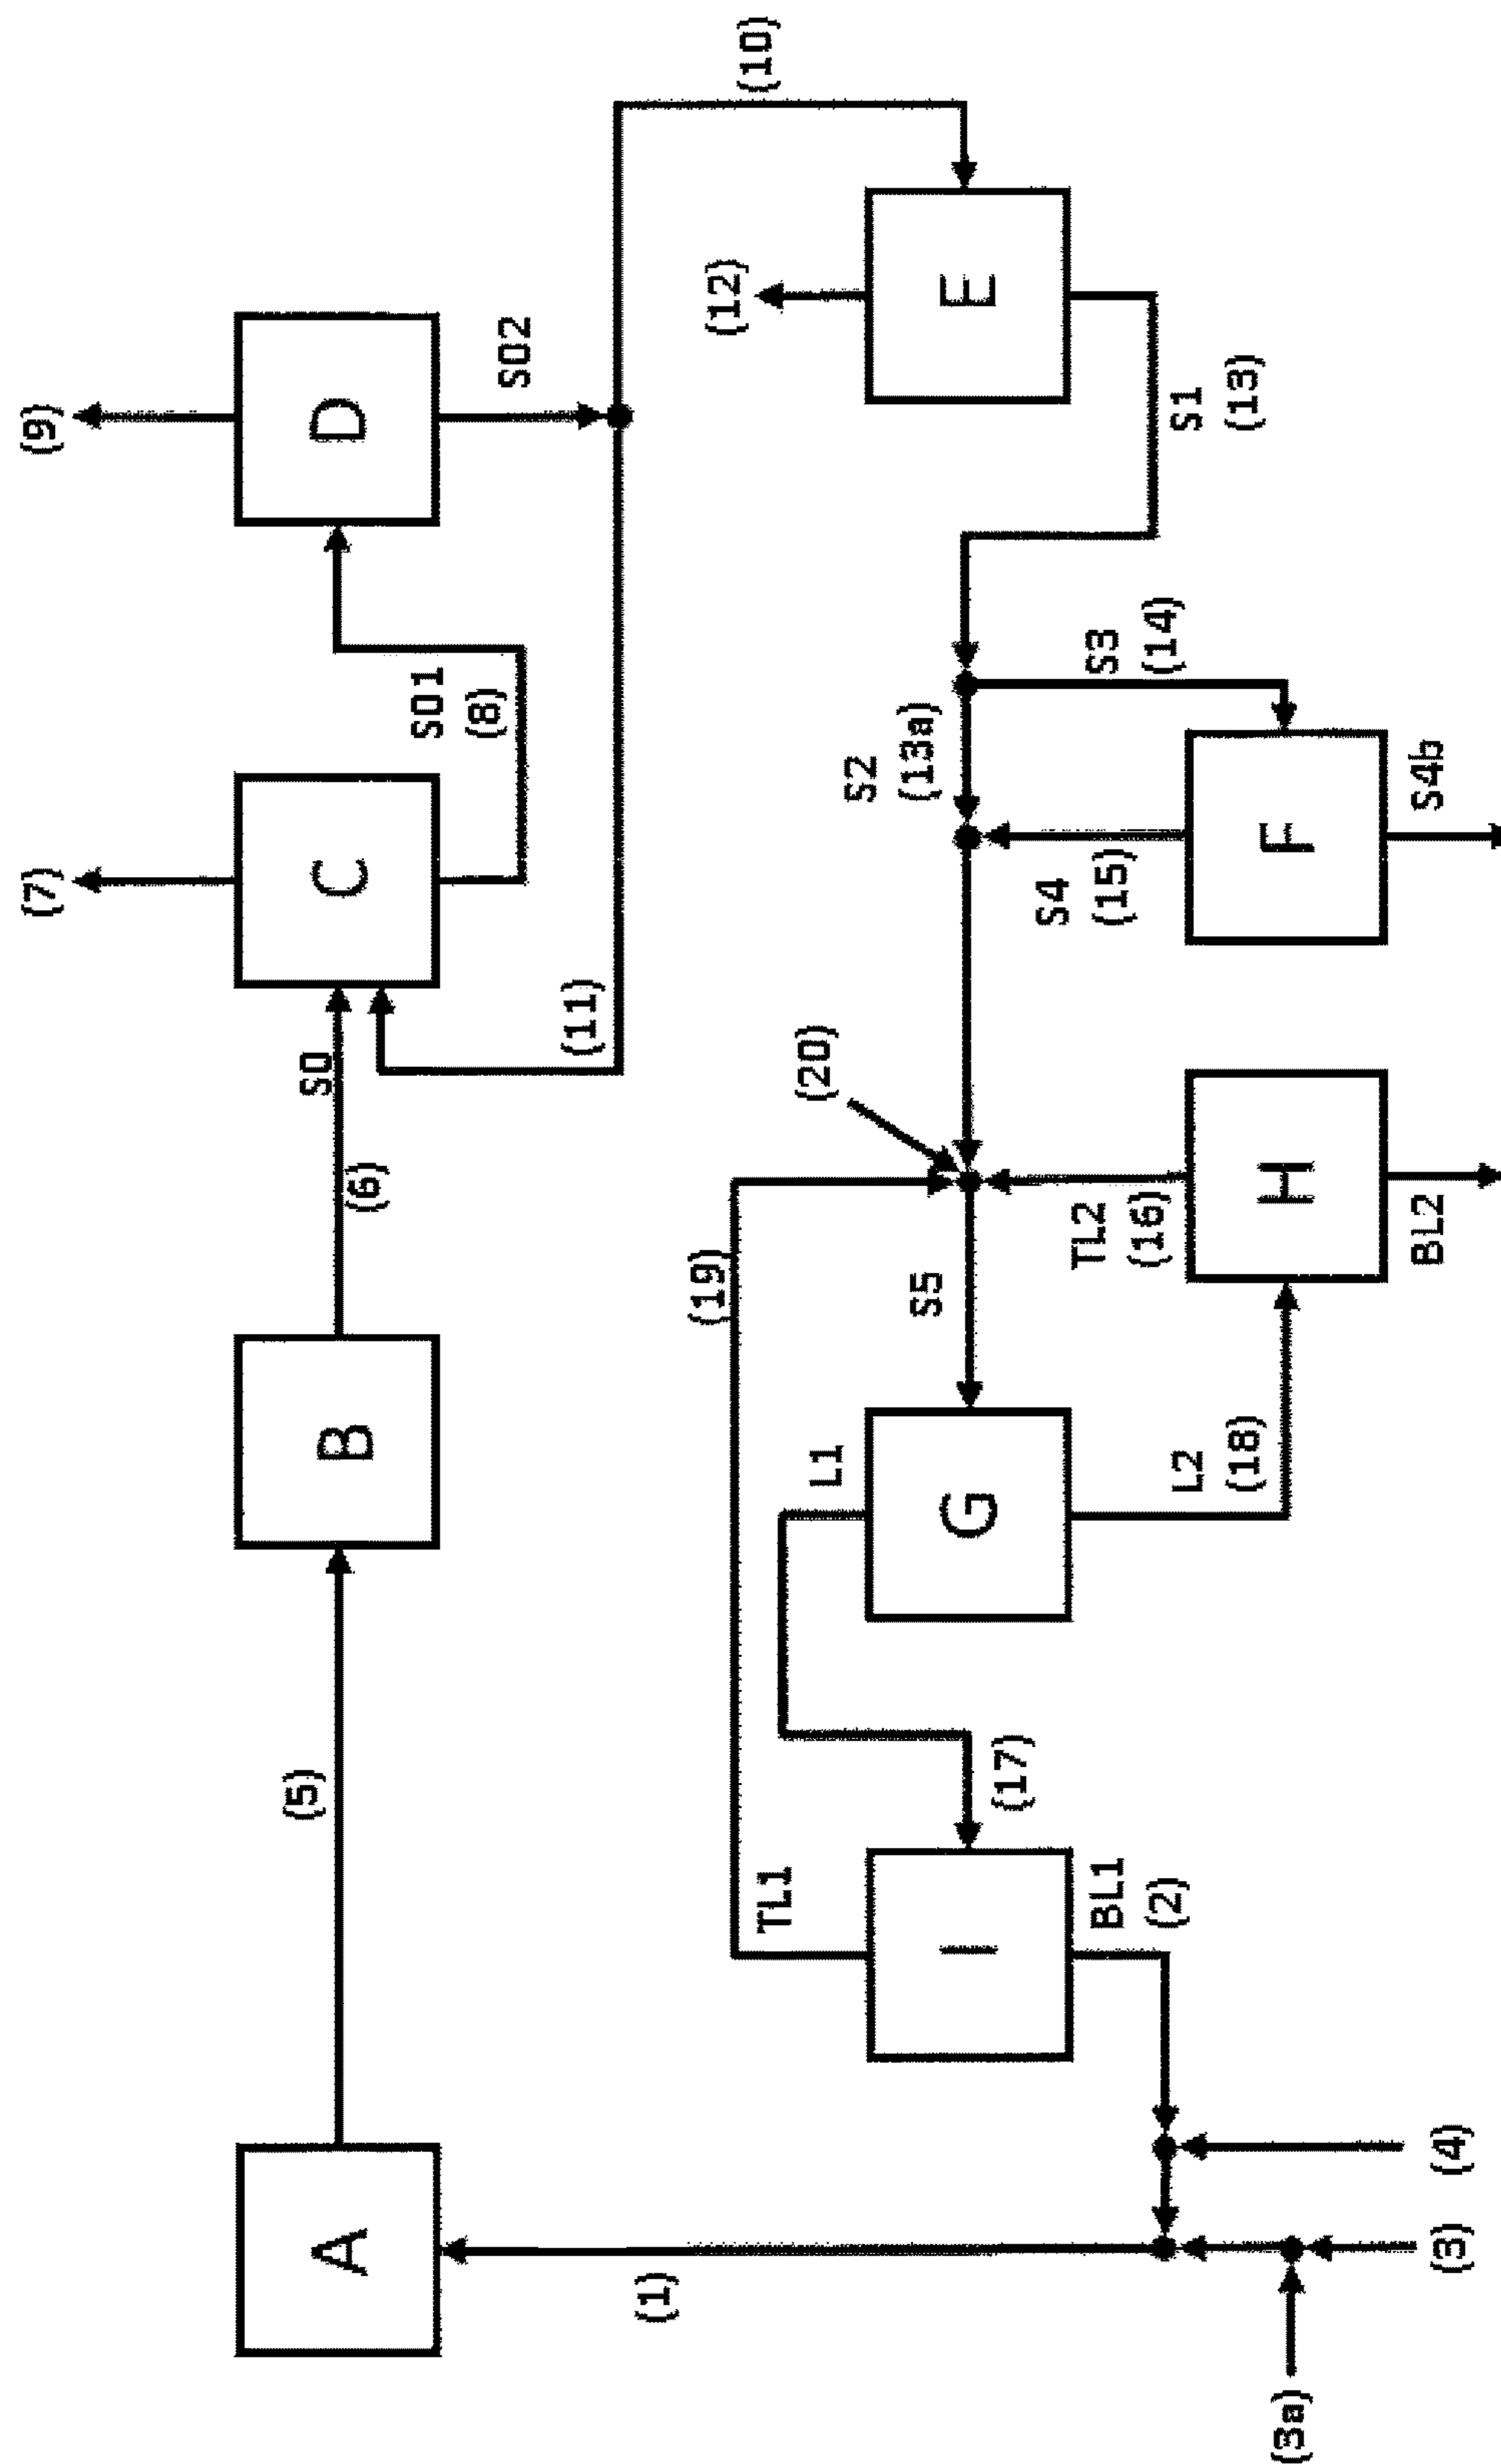 (9)
(7)
D
C
B
A
S02
S01
(8)
S0
(6)
(5)
(10)
(11)
(12)
E
S1
(13)
S2
(13a)
S3
(14)
S4
(15)
F
S4b
(20)
(19)
S5
TL2
(16)
H
BL2
L1
G
L2
(18)
TL1
(17)
I
BL1
(2)
(1)
(4)
(3)
(3a)